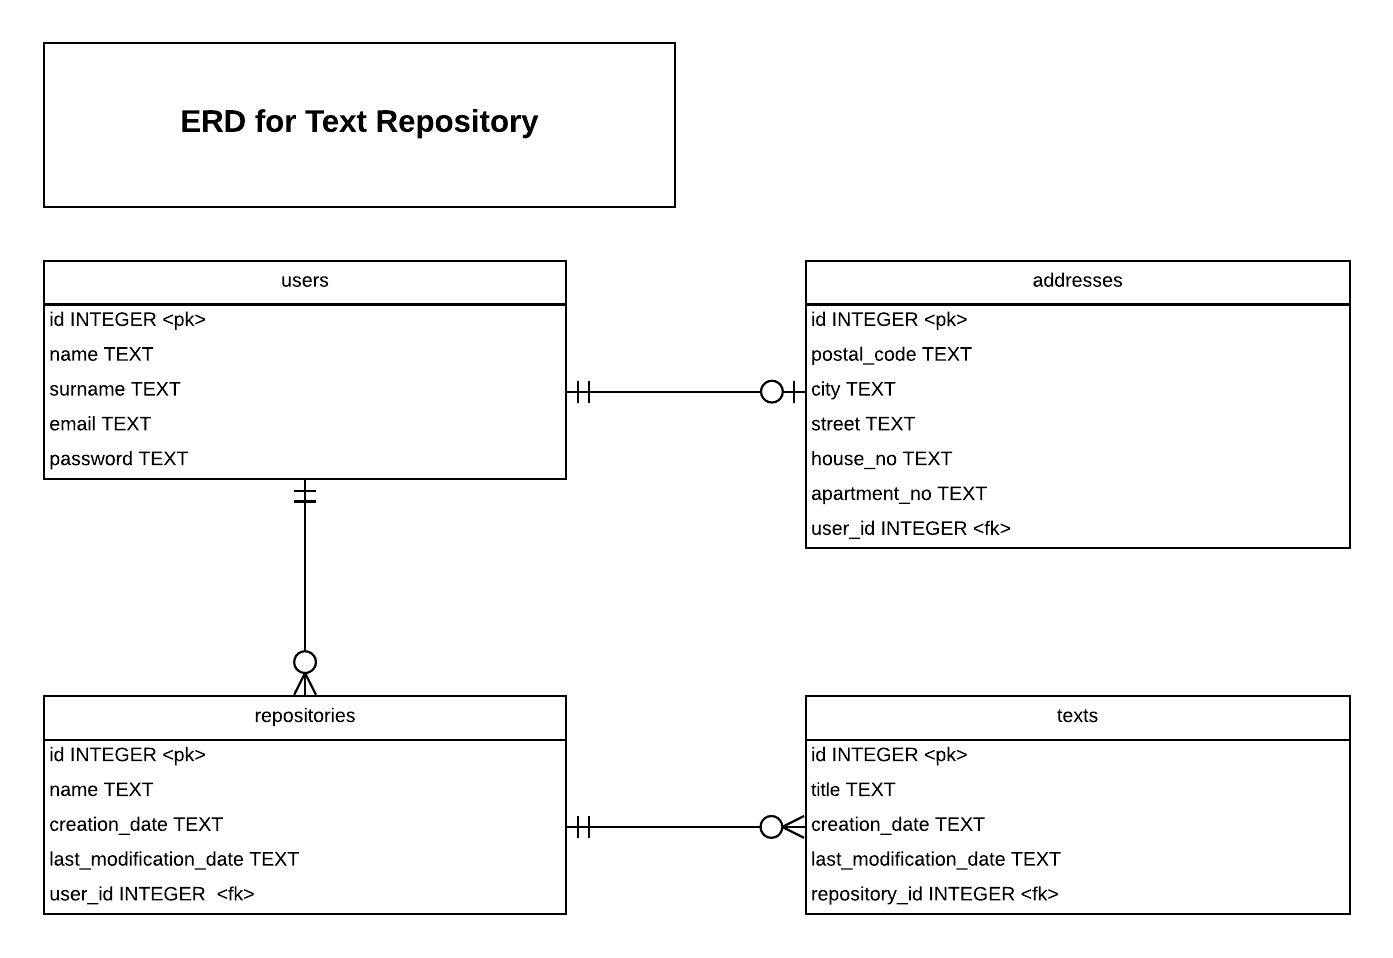 ERD for Text Repository
users
id INTEGER <pk>
name TEXT
surname TEXT
email TEXT
password TEXT
addresses
id INTEGER <pk>
postal_code TEXT
city TEXT
street TEXT
house_no TEXT
apartment_no TEXT
user_id INTEGER <fk>
repositories
id INTEGER <pk>
name TEXT
creation_date TEXT
last_modification_date TEXT
user_id INTEGER  <fk>
texts
id INTEGER <pk>
title TEXT
creation_date TEXT
last_modification_date TEXT
repository_id INTEGER <fk>